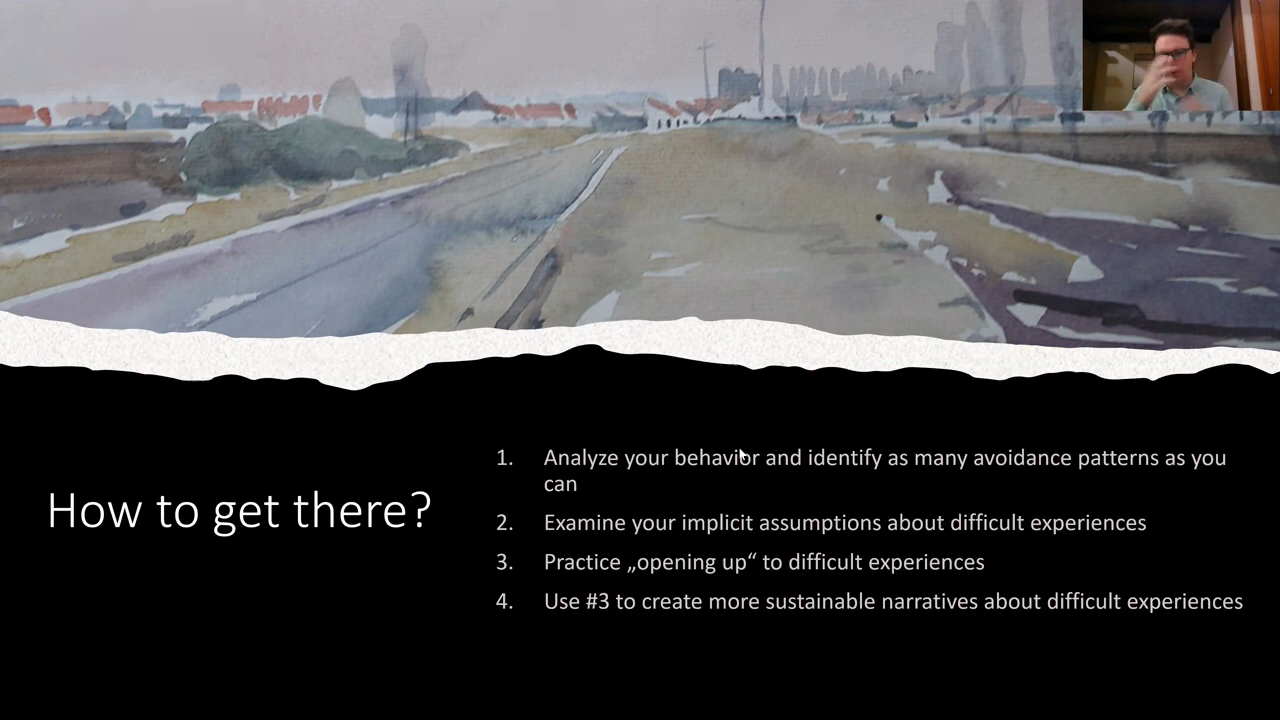 How to get there?
1. Analyze your behavior and identify as many avoidance patterns as you
can
2. Examine your implicit assumptions about difficult experiences
3. Practice „opening up“ to difficult experiences
4. Use #3 to create more sustainable narratives about difficult experiences